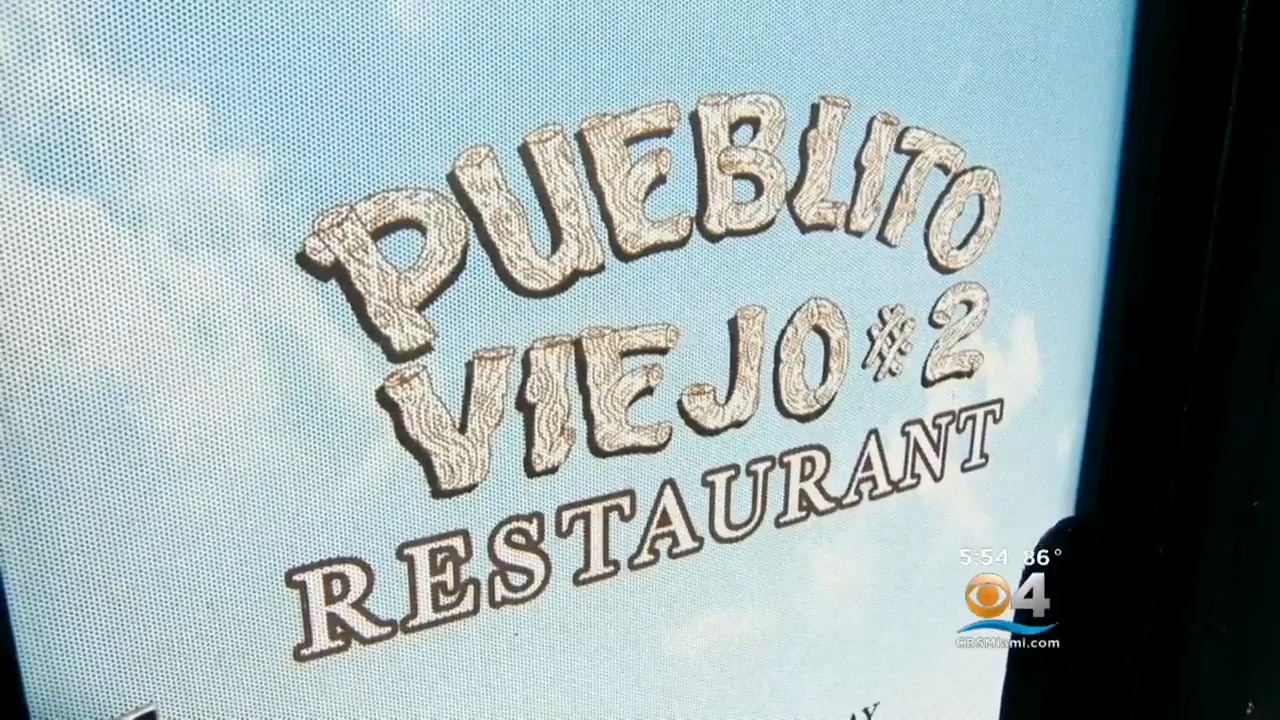 PUEBLITO
VIEJO #2
RESTAURANT
5:54 86°
4
CBSMiami.com